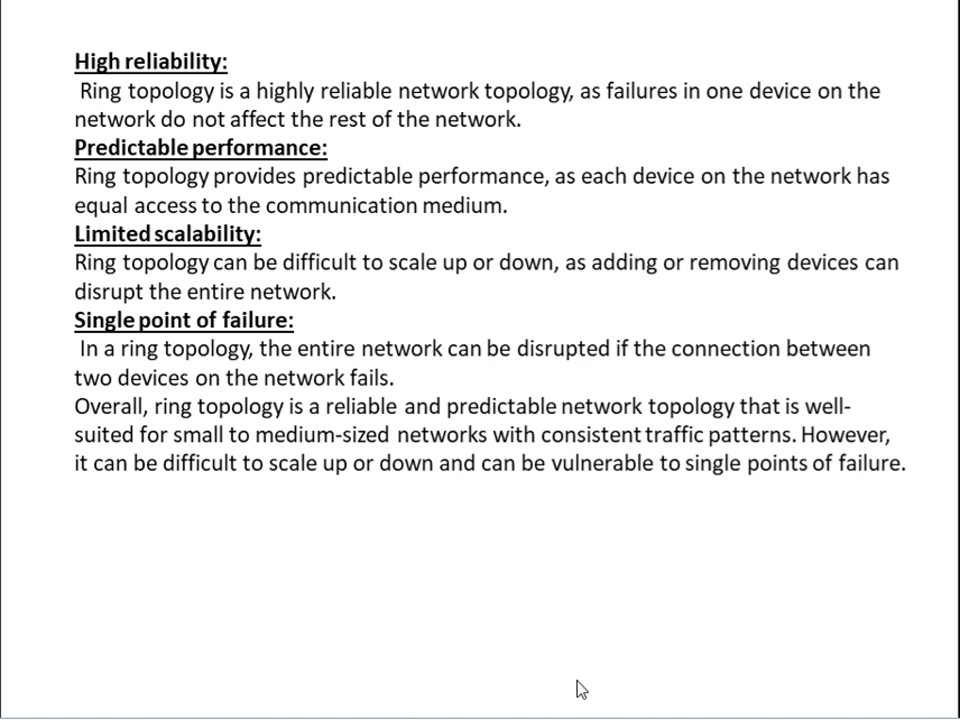 High reliability:
Ring topology is a highly reliable network topology, as failures in one device on the
network do not affect the rest of the network.
Predictable performance:
Ring topology provides predictable performance, as each device on the network has
equal access to the communication medium.
Limited scalability:
Ring topology can be difficult to scale up or down, as adding or removing devices can
disrupt the entire network.
Single point of failure:
In a ring topology, the entire network can be disrupted if the connection between
two devices on the network fails.
Overall, ring topology is a reliable and predictable network topology that is well-
suited for small to medium-sized networks with consistent traffic patterns. However,
it can be difficult to scale up or down and can be vulnerable to single points of failure.